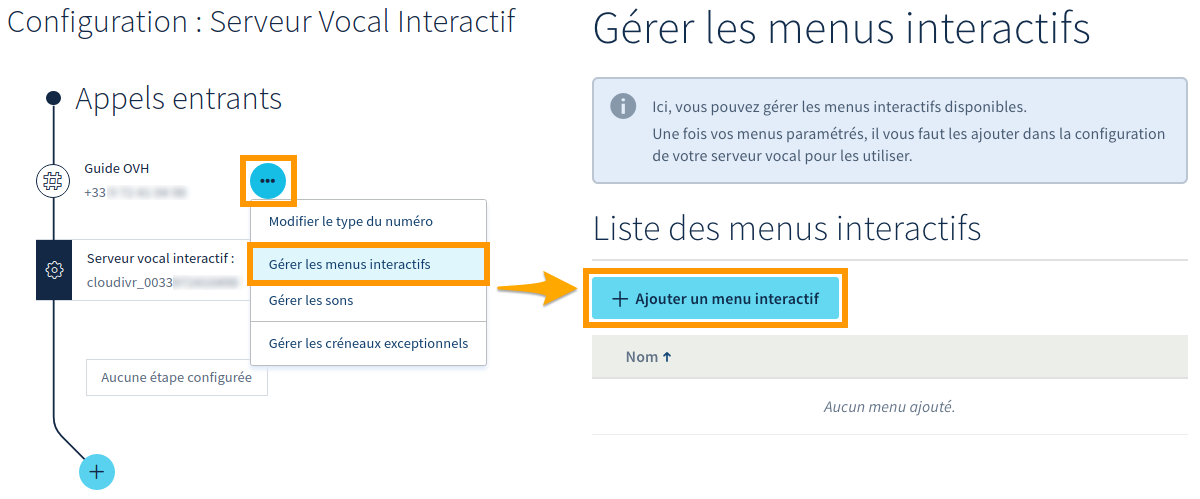 Configuration : Serveur Vocal Interactif
Appels entrants
Guide OVH
+33
Modifier le type du numéro
Gérer les menus interactifs
Gérer les sons
Gérer les créneaux exceptionnels
Serveur vocal interactif :
cloudivr_0033
Aucune étape configurée
Gérer les menus interactifs
Ici, vous pouvez gérer les menus interactifs disponibles.
Une fois vos menus paramétrés, il vous faut les ajouter dans la configuration
de votre serveur vocal pour les utiliser.
Liste des menus interactifs
+ Ajouter un menu interactif
Nom ↑
Aucun menu ajouté.